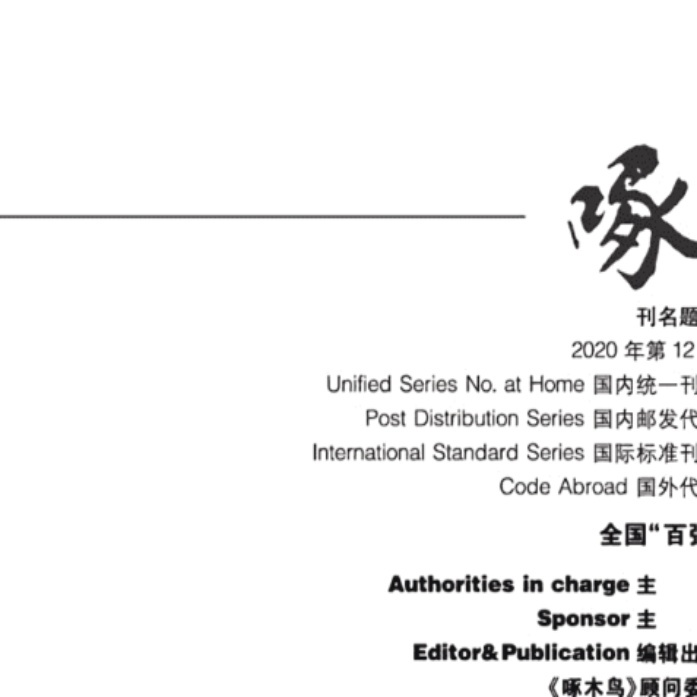 啄
刊名题
2020 年第 12
Unified Series No. at Home 国内统一刊
Post Distribution Series 国内邮发代
International Standard Series 国际标准刊
Code Abroad 国外代
全国“百强
Authorities in charge 主
Sponsor 主
Editor&Publication 编辑出
《啄木鸟》顾问委